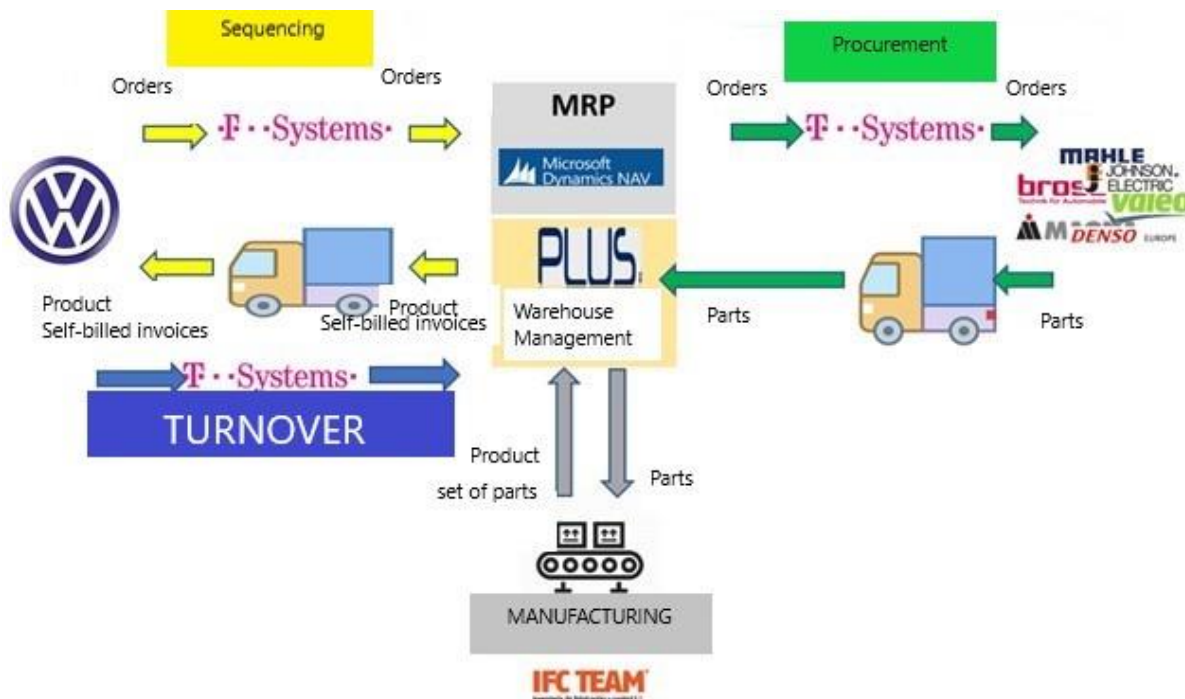 Sequencing
Procurement
Orders
Orders
Orders
Orders
T · · Systems ·
MRP
T · · Systems ·
Microsoft
Dynamics NAV
MAHLE
JOHNSON
ELECTRIC
bros
Technik für Automobile
valeo
DENSO
EUROPE
VW
PLUS
Product
Self-billed invoices
Product
Self-billed invoices
Warehouse
Management
Parts
Parts
T · · Systems ·
TURNOVER
Product
set of parts
Parts
MANUFACTURING
IFC TEAM